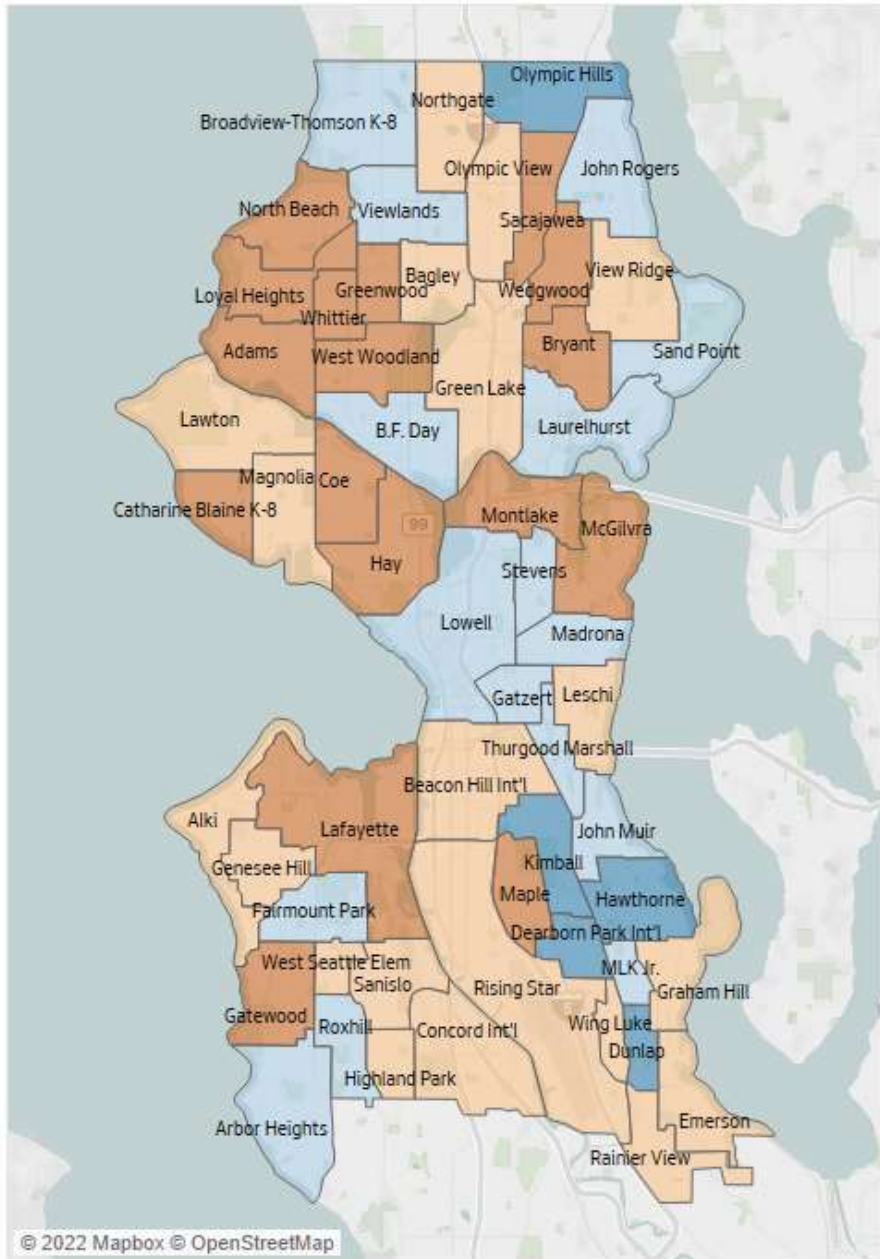 Olympic Hills
Northgate
Broadview-Thomson K-8
Olympic View
John Rogers
North Beach
Viewlands
Sacajawea
View Ridge
Bagley
Loyal Heights
Greenwood
Wedgwood
Whittier
Adams
West Woodland
Bryant
Sand Point
Green Lake
Lawton
B.F. Day
Laurelhurst
Magnolia
Coe
Catharine Blaine K-8
99
Montlake
McGilvra
Hay
Stevens
Lowell
Madrona
Gatzert
Leschi
Thurgood Marshall
Beacon Hill Int'l
Alki
Lafayette
John Muir
Genesee Hill
Kimball
Maple
Hawthorne
Fairmount Park
Dearborn Park Int'l
West Seattle Elem
MLK Jr.
Sanislo
Rising Star
Graham Hill
Gatewood
Roxhill
Concord Int'l
Wing Luke
Dunlap
Highland Park
Arbor Heights
Emerson
Rainier View
© 2022 Mapbox © OpenStreetMap